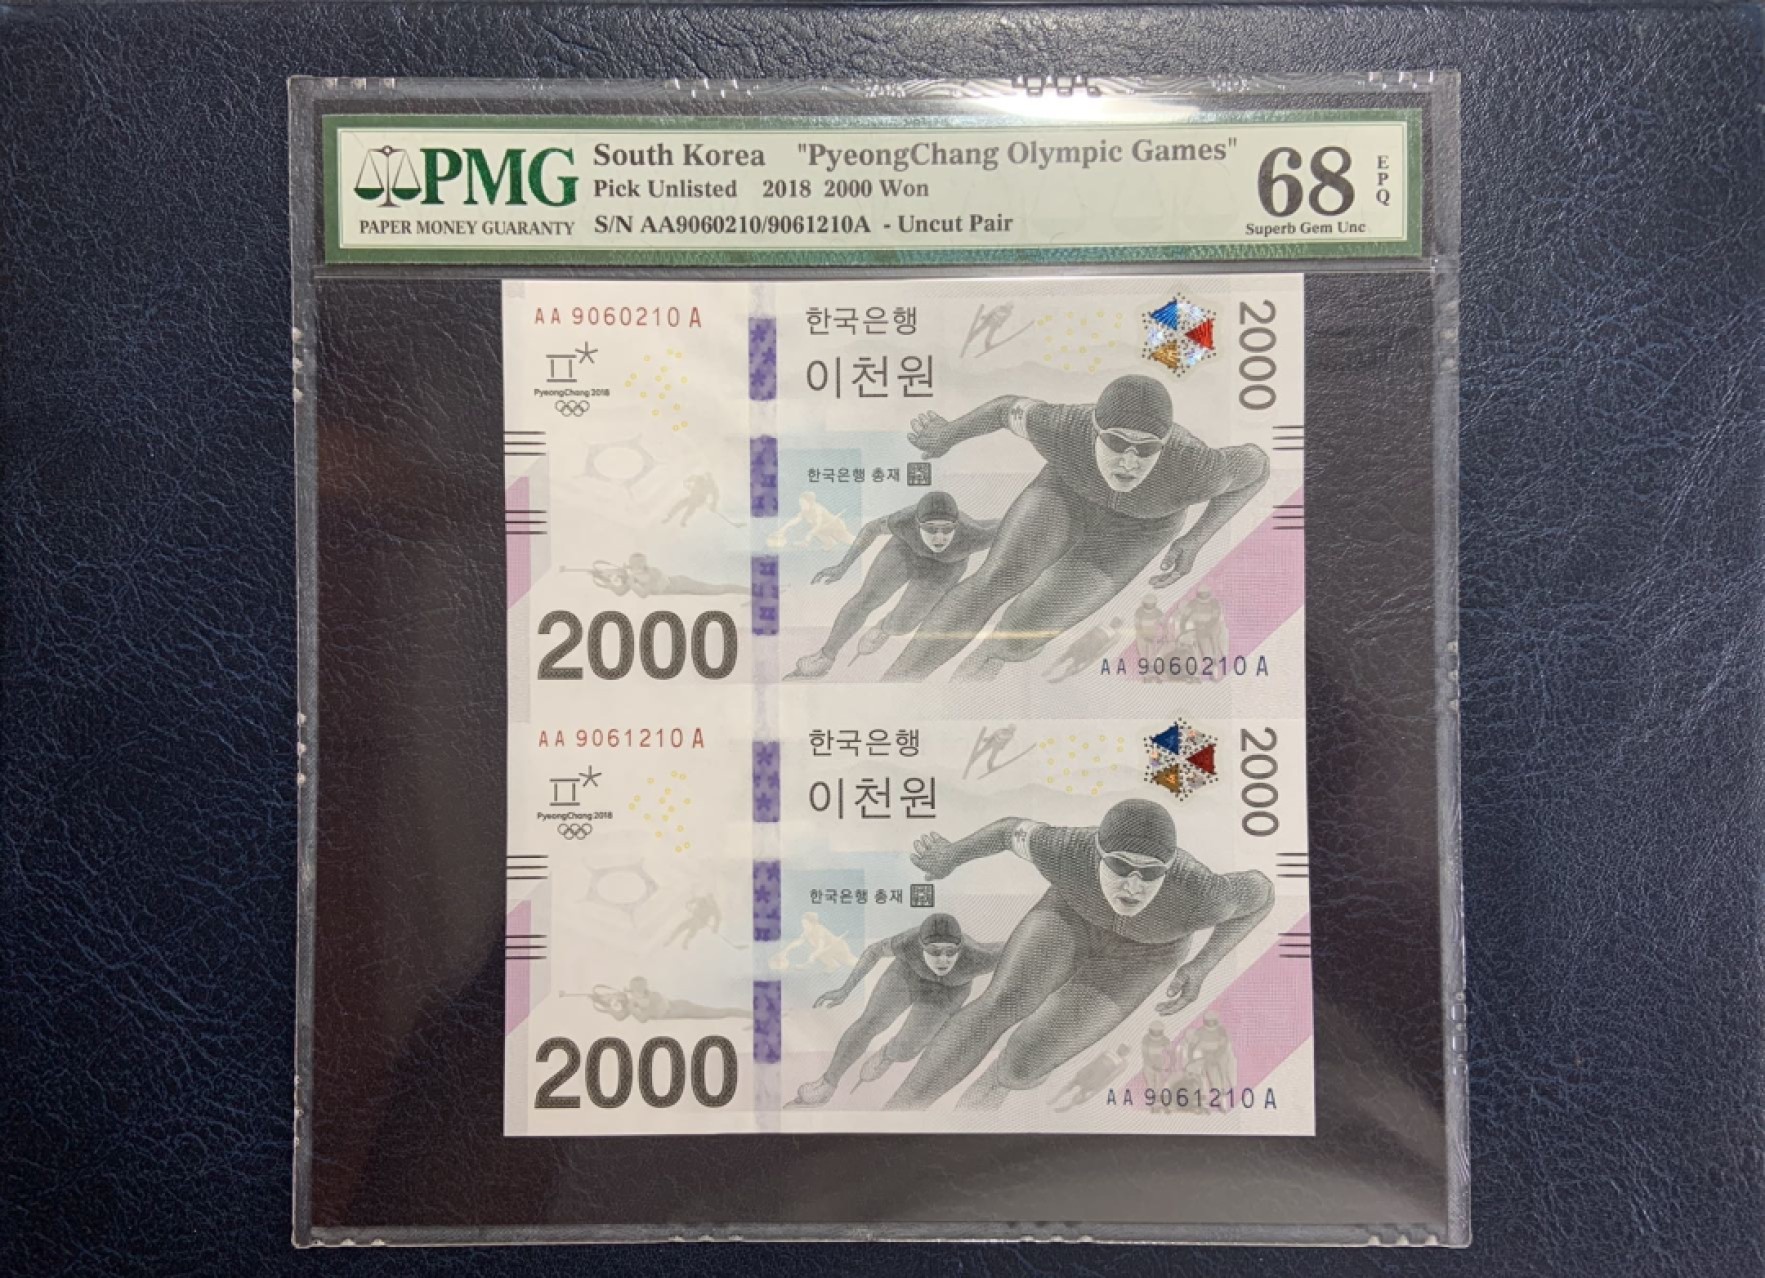 PMG
PAPER MONEY GUARANTY
South Korea "PyeongChang Olympic Games"
Pick Unlisted 2018 2000 Won
S/N AA9060210/9061210A - Uncut Pair
68
EPQ
Superb Gem Unc
AA 9060210 A
PyeongChang 2018
한국은행
이천원
2000
한국은행 총재
2000
AA 9060210 A
AA 9061210 A
PyeongChang 2018
한국은행
이천원
2000
한국은행 총재
2000
AA 9061210 A